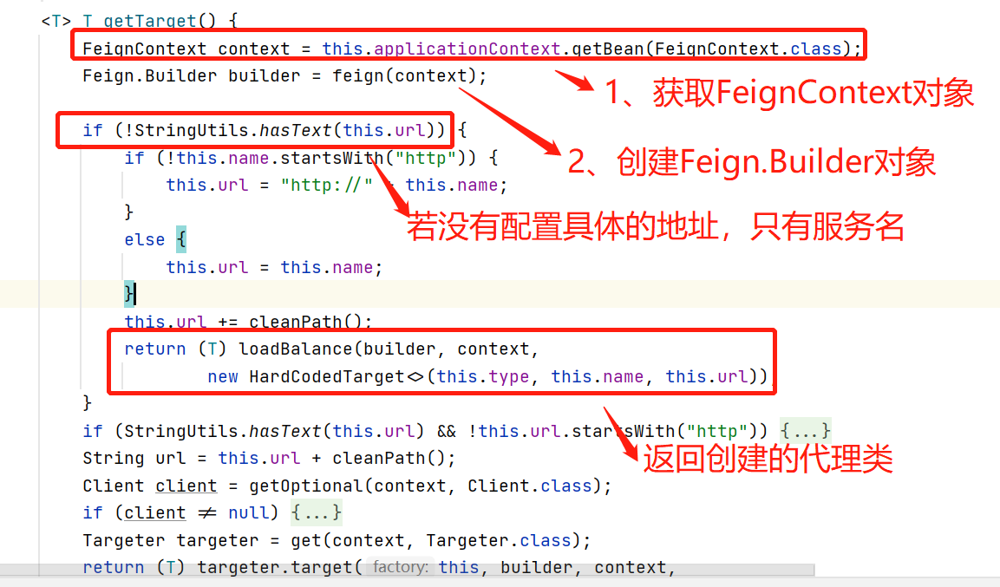 <T> T getTarget() {
FeignContext context = this.applicationContext.getBean(FeignContext.class);
Feign.Builder builder = feign(context);
1、获取FeignContext对象
if (!StringUtils.hasText(this.url)) {
if (!this.name.startsWith("http")) {
2、创建Feign.Builder对象
this.url = "http://" + this.name;
}
若没有配置具体的地址，只有服务名
else {
this.url = this.name;
}
this.url += cleanPath();
return (T) loadBalance(builder, context,
new HardCodedTarget<>(this.type, this.name, this.url))
}
if (StringUtils.hasText(this.url) && !this.url.startsWith("http")) {...}
返回创建的代理类
String url = this.url + cleanPath();
Client client = getOptional(context, Client.class);
if (client ≠ null) {...}
Targeter targeter = get(context, Targeter.class);
return (T) targeter.target( factory: this, builder, context,